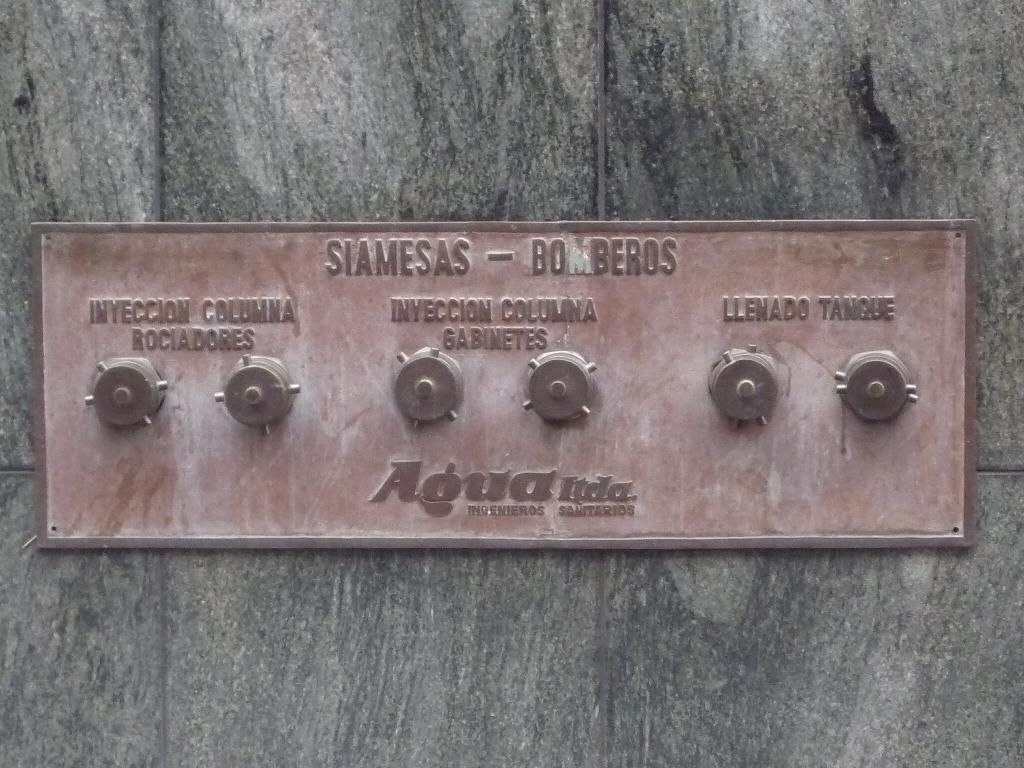 SIAMESAS - BOMBEROS
INYECCION COLUMNA
ROCIADORES
INYECCION COLUMNA
GABINETES
LLENADO TANQUE
Agua ltda.
INGENIEROS SANITARIOS